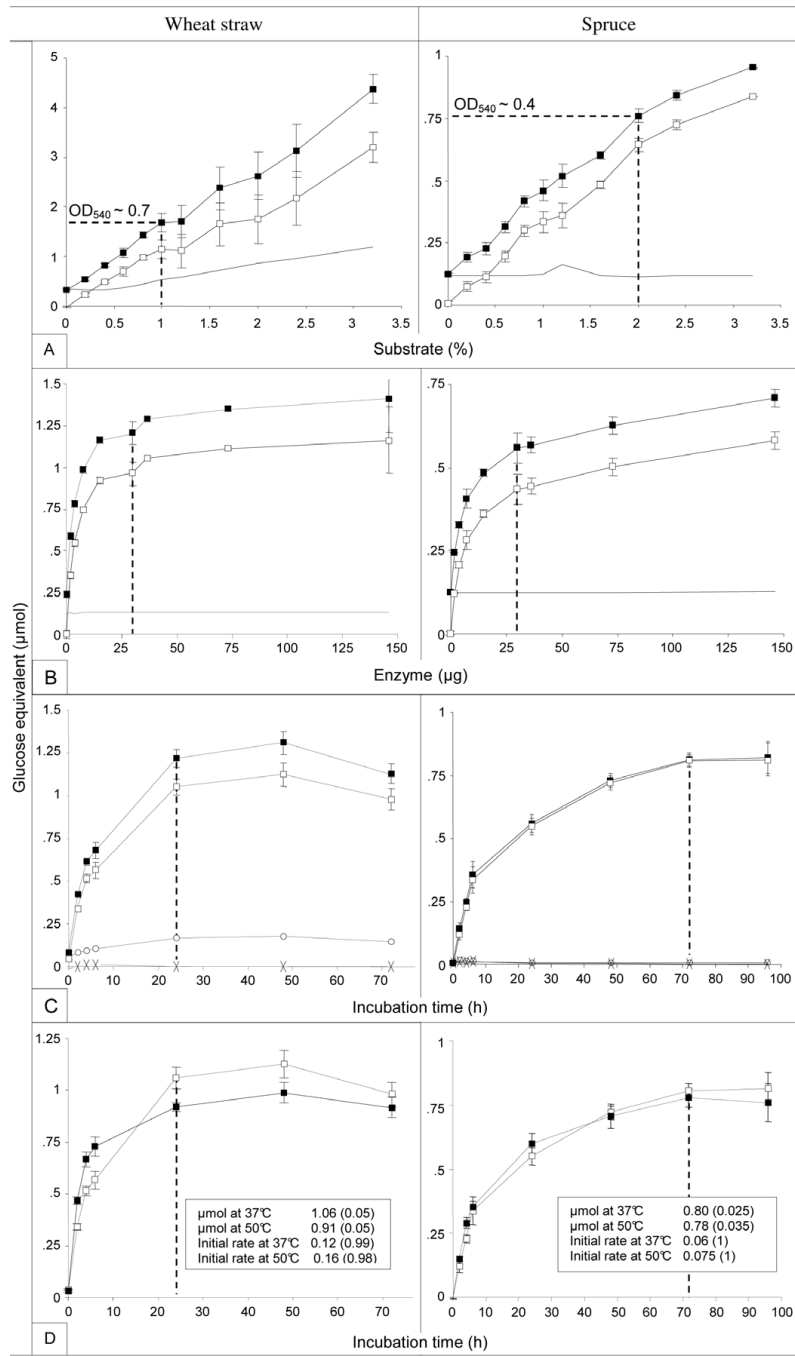 Wheat straw
Spruce
Glucose equivalent (µmol)
5
4
3
2
1
0
OD540 ~ 0.7
0 0.5 1 1.5 2 2.5 3 3.5
1
.75
.5
.25
0
OD540 ~ 0.4
0 0.5 1 1.5 2 2.5 3 3.5
A
Substrate (%)
1.5
1.25
1
.75
.5
.25
0
0 25 50 75 100 125 150
.75
.5
.25
0
0 25 50 75 100 125 150
B
Enzyme (µg)
1.5
1.25
1
.75
.5
.25
0
0 10 20 30 40 50 60 70
1
.75
.5
.25
0
0 10 20 30 40 50 60 70 80 90 100
C
Incubation time (h)
1.25
1
.75
.5
.25
0
µmol at 37°C 1.06 (0.05)
µmol at 50°C 0.91 (0.05)
Initial rate at 37°C 0.12 (0.99)
Initial rate at 50°C 0.16 (0.98)
0 10 20 30 40 50 60 70
1
.75
.5
.25
0
µmol at 37°C 0.80 (0.025)
µmol at 50°C 0.78 (0.035)
Initial rate at 37°C 0.06 (1)
Initial rate at 50°C 0.075 (1)
0 10 20 30 40 50 60 70 80 90 100
D
Incubation time (h)